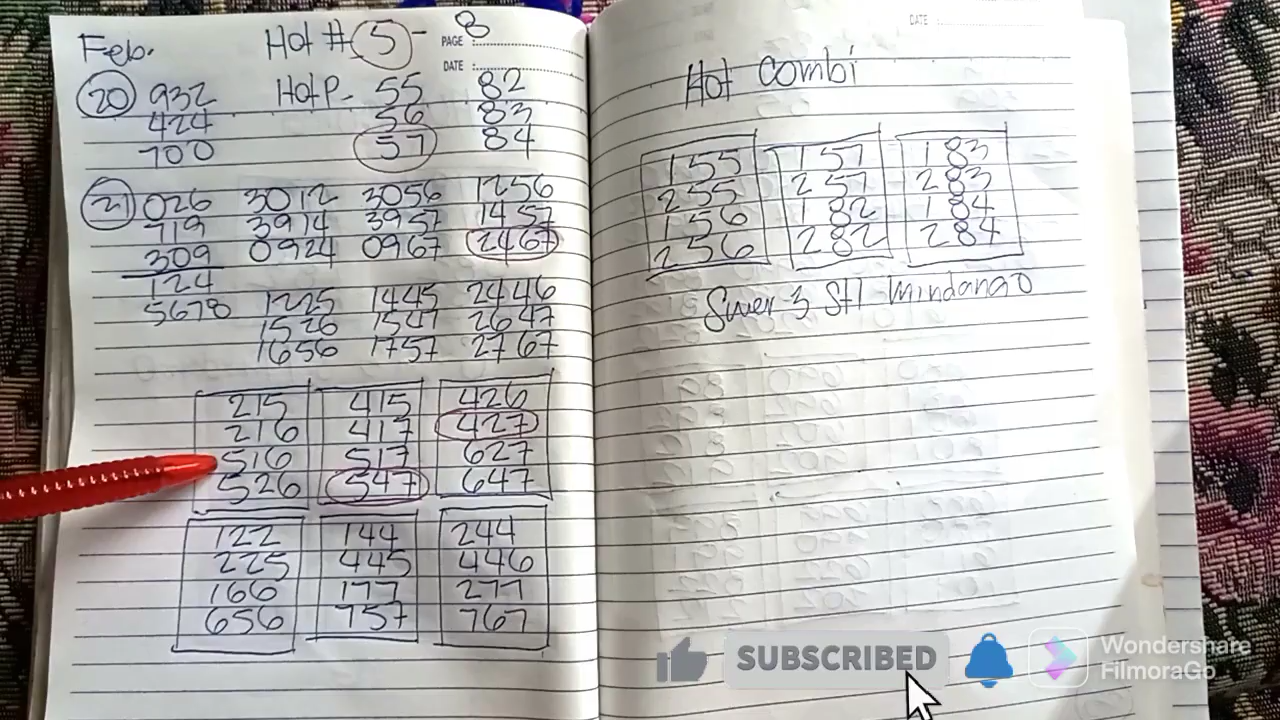 Feb. Hot # 5 - 8
PAGE :
DATE :
20 932 Hot P- 55 82
424 56 83
700 57 84
21 026 3012 3056 1256
719 3914 3957 1457
309 0924 0967 2467
124
5678 1225 1445 2446
1526 1547 2647
1656 1757 2767
215 415 426
216 417 427
516 517 627
526 547 647
122 144 244
225 445 446
166 177 277
656 757 767
DATE :
Hot Combi
155 157 183
255 257 283
156 182 184
256 282 284
Swer 3 Stl Mindanao
SUBSCRIBED
Wondershare
FilmoraGo